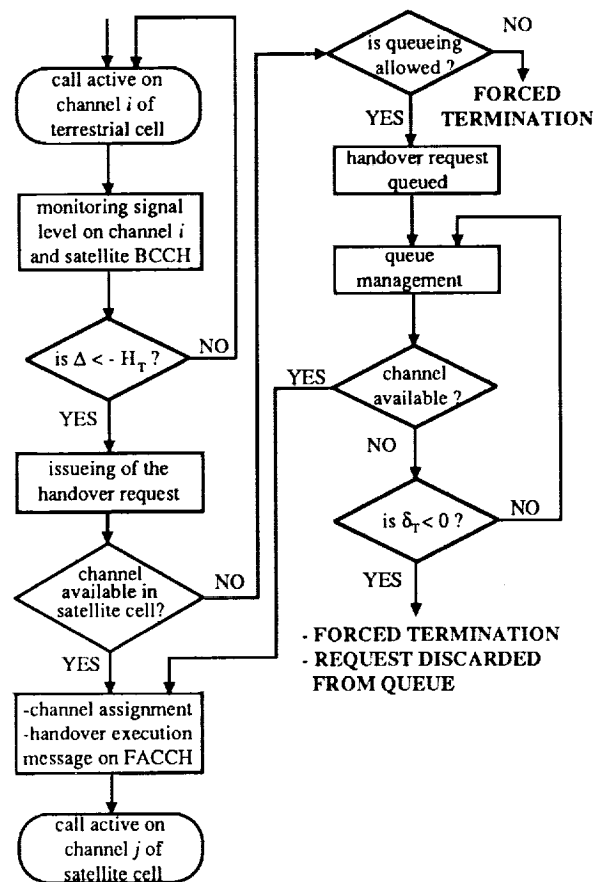 call active on
channel i of
terrestrial cell
monitoring signal
level on channel i
and satellite BCCH
is Δ < - H_T ?
NO
YES
issueing of the
handover request
channel
available in
satellite cell?
NO
YES
-channel assignment
-handover execution
message on FACCH
call active on
channel j of
satellite cell
is queueing
allowed ?
NO
FORCED
TERMINATION
YES
handover request
queued
queue
management
YES
channel
available ?
NO
is δ_T < 0 ?
NO
YES
- FORCED TERMINATION
- REQUEST DISCARDED
FROM QUEUE